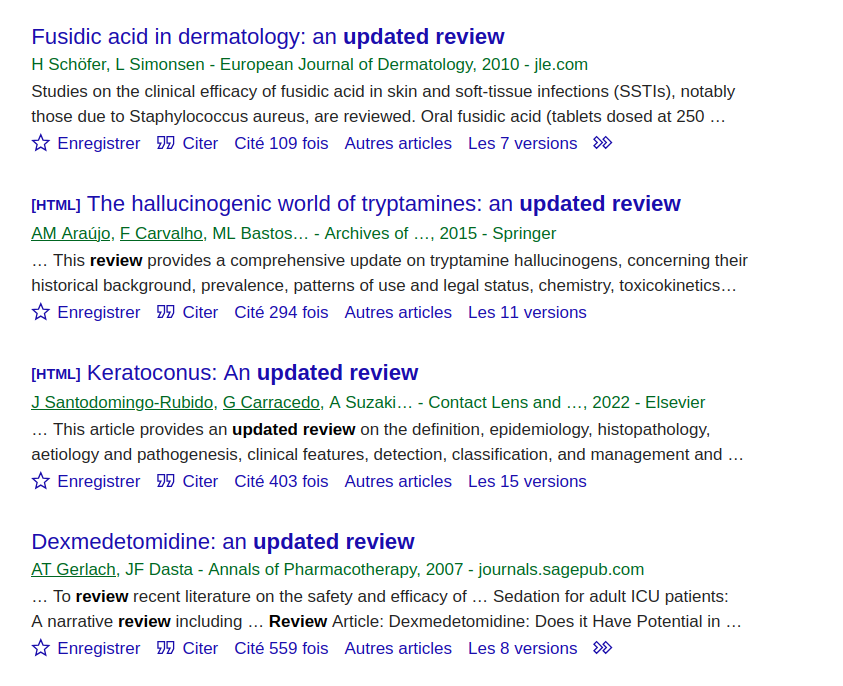 Fusidic acid in dermatology: an updated review
H Schöfer, L Simonsen - European Journal of Dermatology, 2010 - jle.com
Studies on the clinical efficacy of fusidic acid in skin and soft-tissue infections (SSTIs), notably
those due to Staphylococcus aureus, are reviewed. Oral fusidic acid (tablets dosed at 250 …
Enregistrer Citer Cité 109 fois Autres articles Les 7 versions
[HTML] The hallucinogenic world of tryptamines: an updated review
AM Araújo, F Carvalho, ML Bastos… - Archives of …, 2015 - Springer
… This review provides a comprehensive update on tryptamine hallucinogens, concerning their
historical background, prevalence, patterns of use and legal status, chemistry, toxicokinetics…
Enregistrer Citer Cité 294 fois Autres articles Les 11 versions
[HTML] Keratoconus: An updated review
J Santodomingo-Rubido, G Carracedo, A Suzaki… - Contact Lens and …, 2022 - Elsevier
… This article provides an updated review on the definition, epidemiology, histopathology,
aetiology and pathogenesis, clinical features, detection, classification, and management and …
Enregistrer Citer Cité 403 fois Autres articles Les 15 versions
Dexmedetomidine: an updated review
AT Gerlach, JF Dasta - Annals of Pharmacotherapy, 2007 - journals.sagepub.com
… To review recent literature on the safety and efficacy of … Sedation for adult ICU patients:
A narrative review including … Review Article: Dexmedetomidine: Does it Have Potential in …
Enregistrer Citer Cité 559 fois Autres articles Les 8 versions